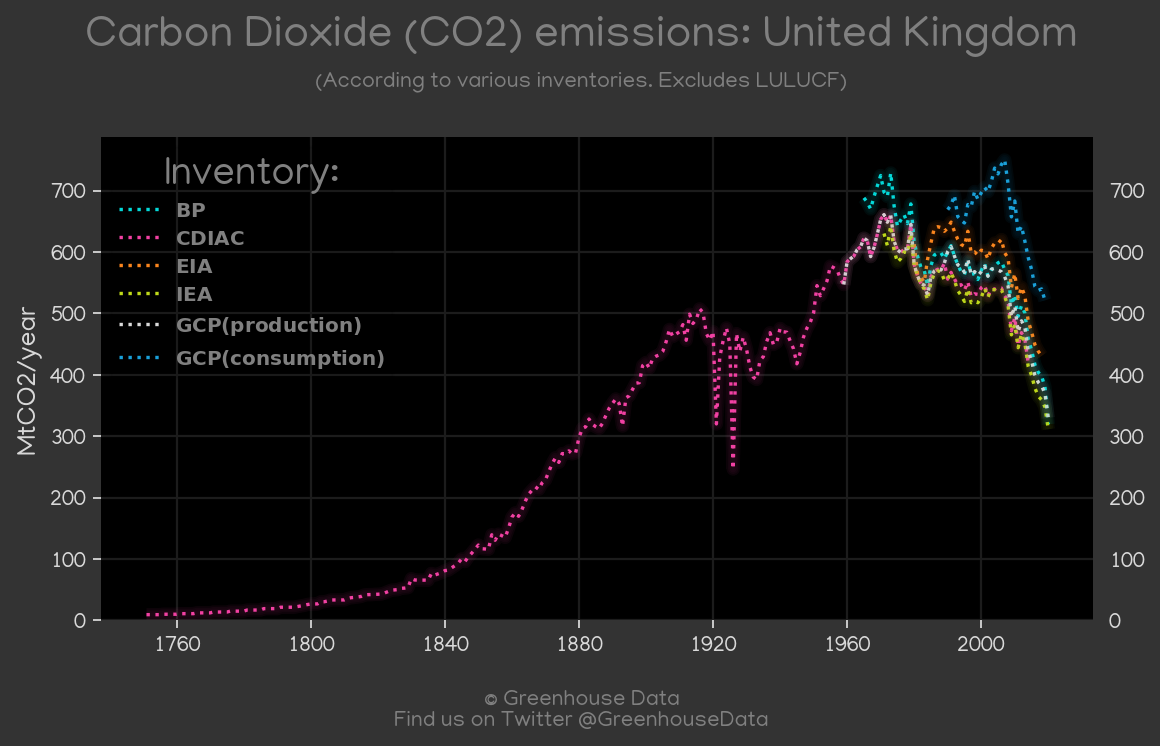 Carbon Dioxide (CO2) emissions: United Kingdom
(According to various inventories. Excludes LULUCF)
Inventory:
BP
CDIAC
EIA
IEA
GCP(production)
GCP(consumption)
MtCO2/year
700
600
500
400
300
200
100
0
700
600
500
400
300
200
100
0
1760
1800
1840
1880
1920
1960
2000
© Greenhouse Data
Find us on Twitter @GreenhouseData